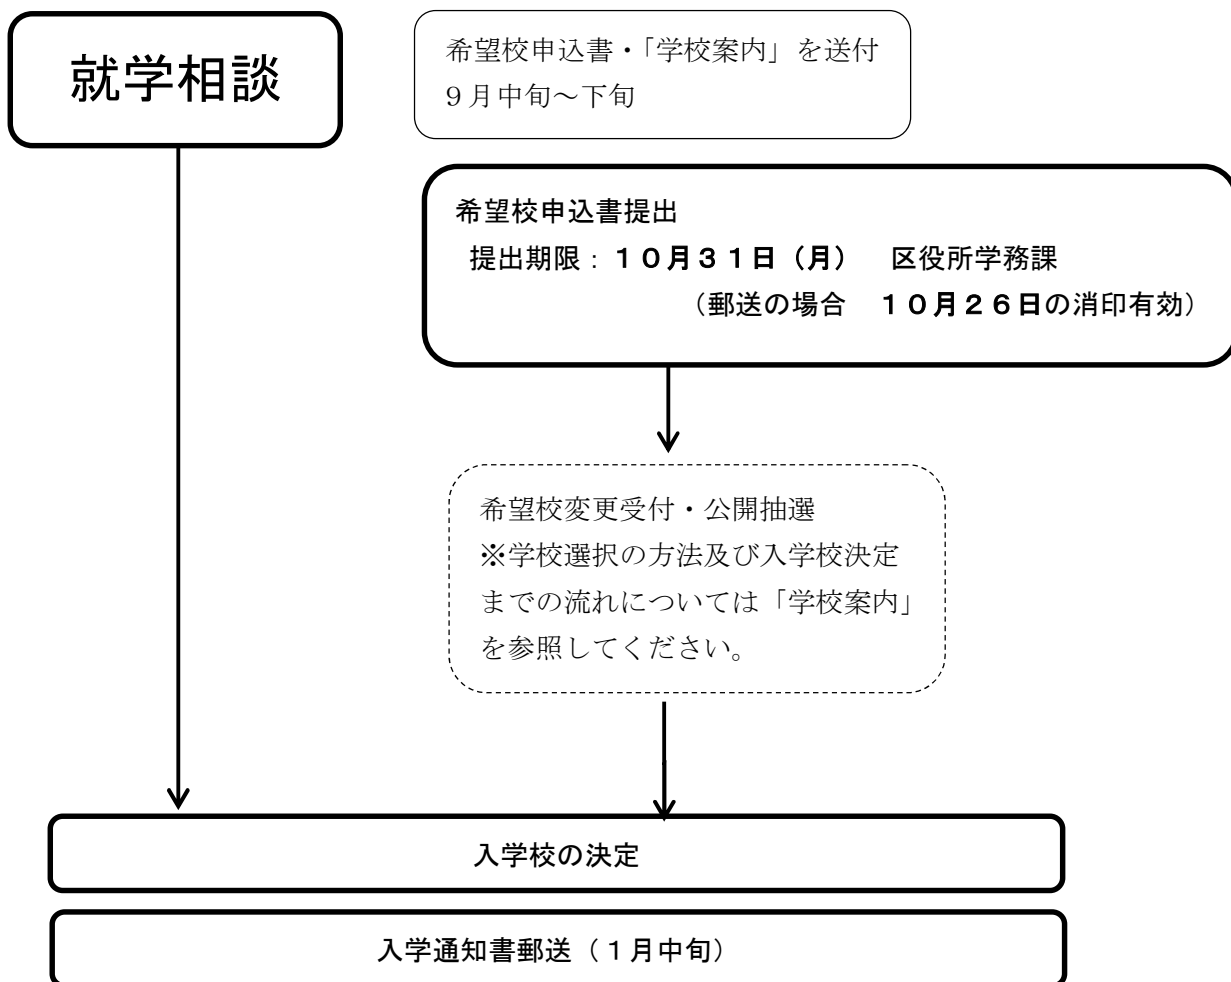 就学相談
希望校申込書・「学校案内」を送付
９月中旬～下旬
希望校申込書提出
提出期限：１０月３１日（月）　区役所学務課
（郵送の場合　１０月２６日の消印有効）
希望校変更受付・公開抽選
※学校選択の方法及び入学校決定
までの流れについては「学校案内」
を参照してください。
入学校の決定
入学通知書郵送（１月中旬）